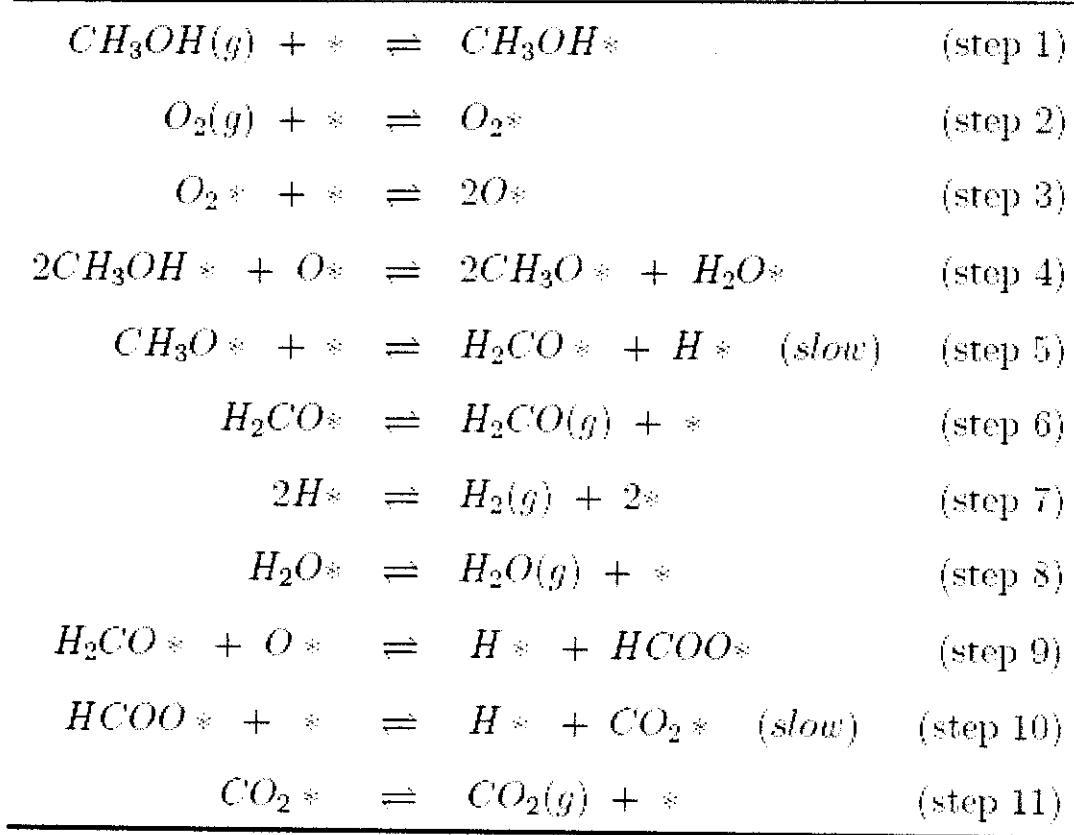 CH₃OH(g) + * ⇌ CH₃OH* (step 1)
O₂(g) + * ⇌ O₂* (step 2)
O₂* + * ⇌ 2O* (step 3)
2CH₃OH* + O* ⇌ 2CH₃O* + H₂O* (step 4)
CH₃O* + * ⇌ H₂CO* + H* (slow) (step 5)
H₂CO* ⇌ H₂CO(g) + * (step 6)
2H* ⇌ H₂(g) + 2* (step 7)
H₂O* ⇌ H₂O(g) + * (step 8)
H₂CO* + O* ⇌ H* + HCOO* (step 9)
HCOO* + * ⇌ H* + CO₂* (slow) (step 10)
CO₂* ⇌ CO₂(g) + * (step 11)